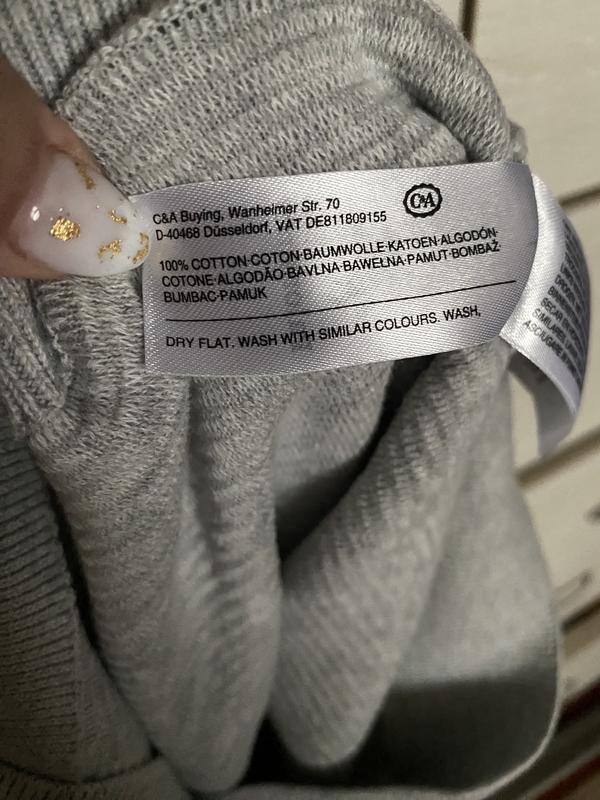 C&A Buying, Wanheimer Str. 70
D-40468 Düsseldorf, VAT DE811809155
C&A
100% COTTON·COTON·BAUMWOLLE·KATOEN·ALGODÓN·
COTONE·ALGODÃO·BAVLNA·BAWEŁNA·PAMUT·BOMBAŽ·
BUMBAC·PAMUK
DRY FLAT. WASH WITH SIMILAR COLOURS. WASH,